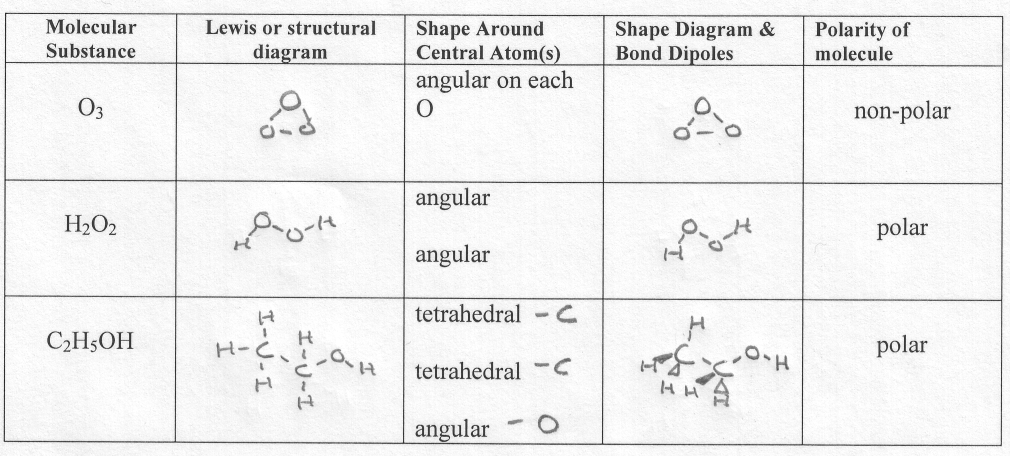 Molecular Substance
Lewis or structural diagram
Shape Around Central Atom(s)
Shape Diagram & Bond Dipoles
Polarity of molecule
O₃
O
O-O
angular on each
O
O
O-O
non-polar
H₂O₂
O
O-H
H
angular
angular
O
H
O
H
polar
C₂H₅OH
H
H-C
H
H
C
H
O
H
tetrahedral - C
tetrahedral - C
angular - O
H
C
H
H
C
H
H
O-H
polar